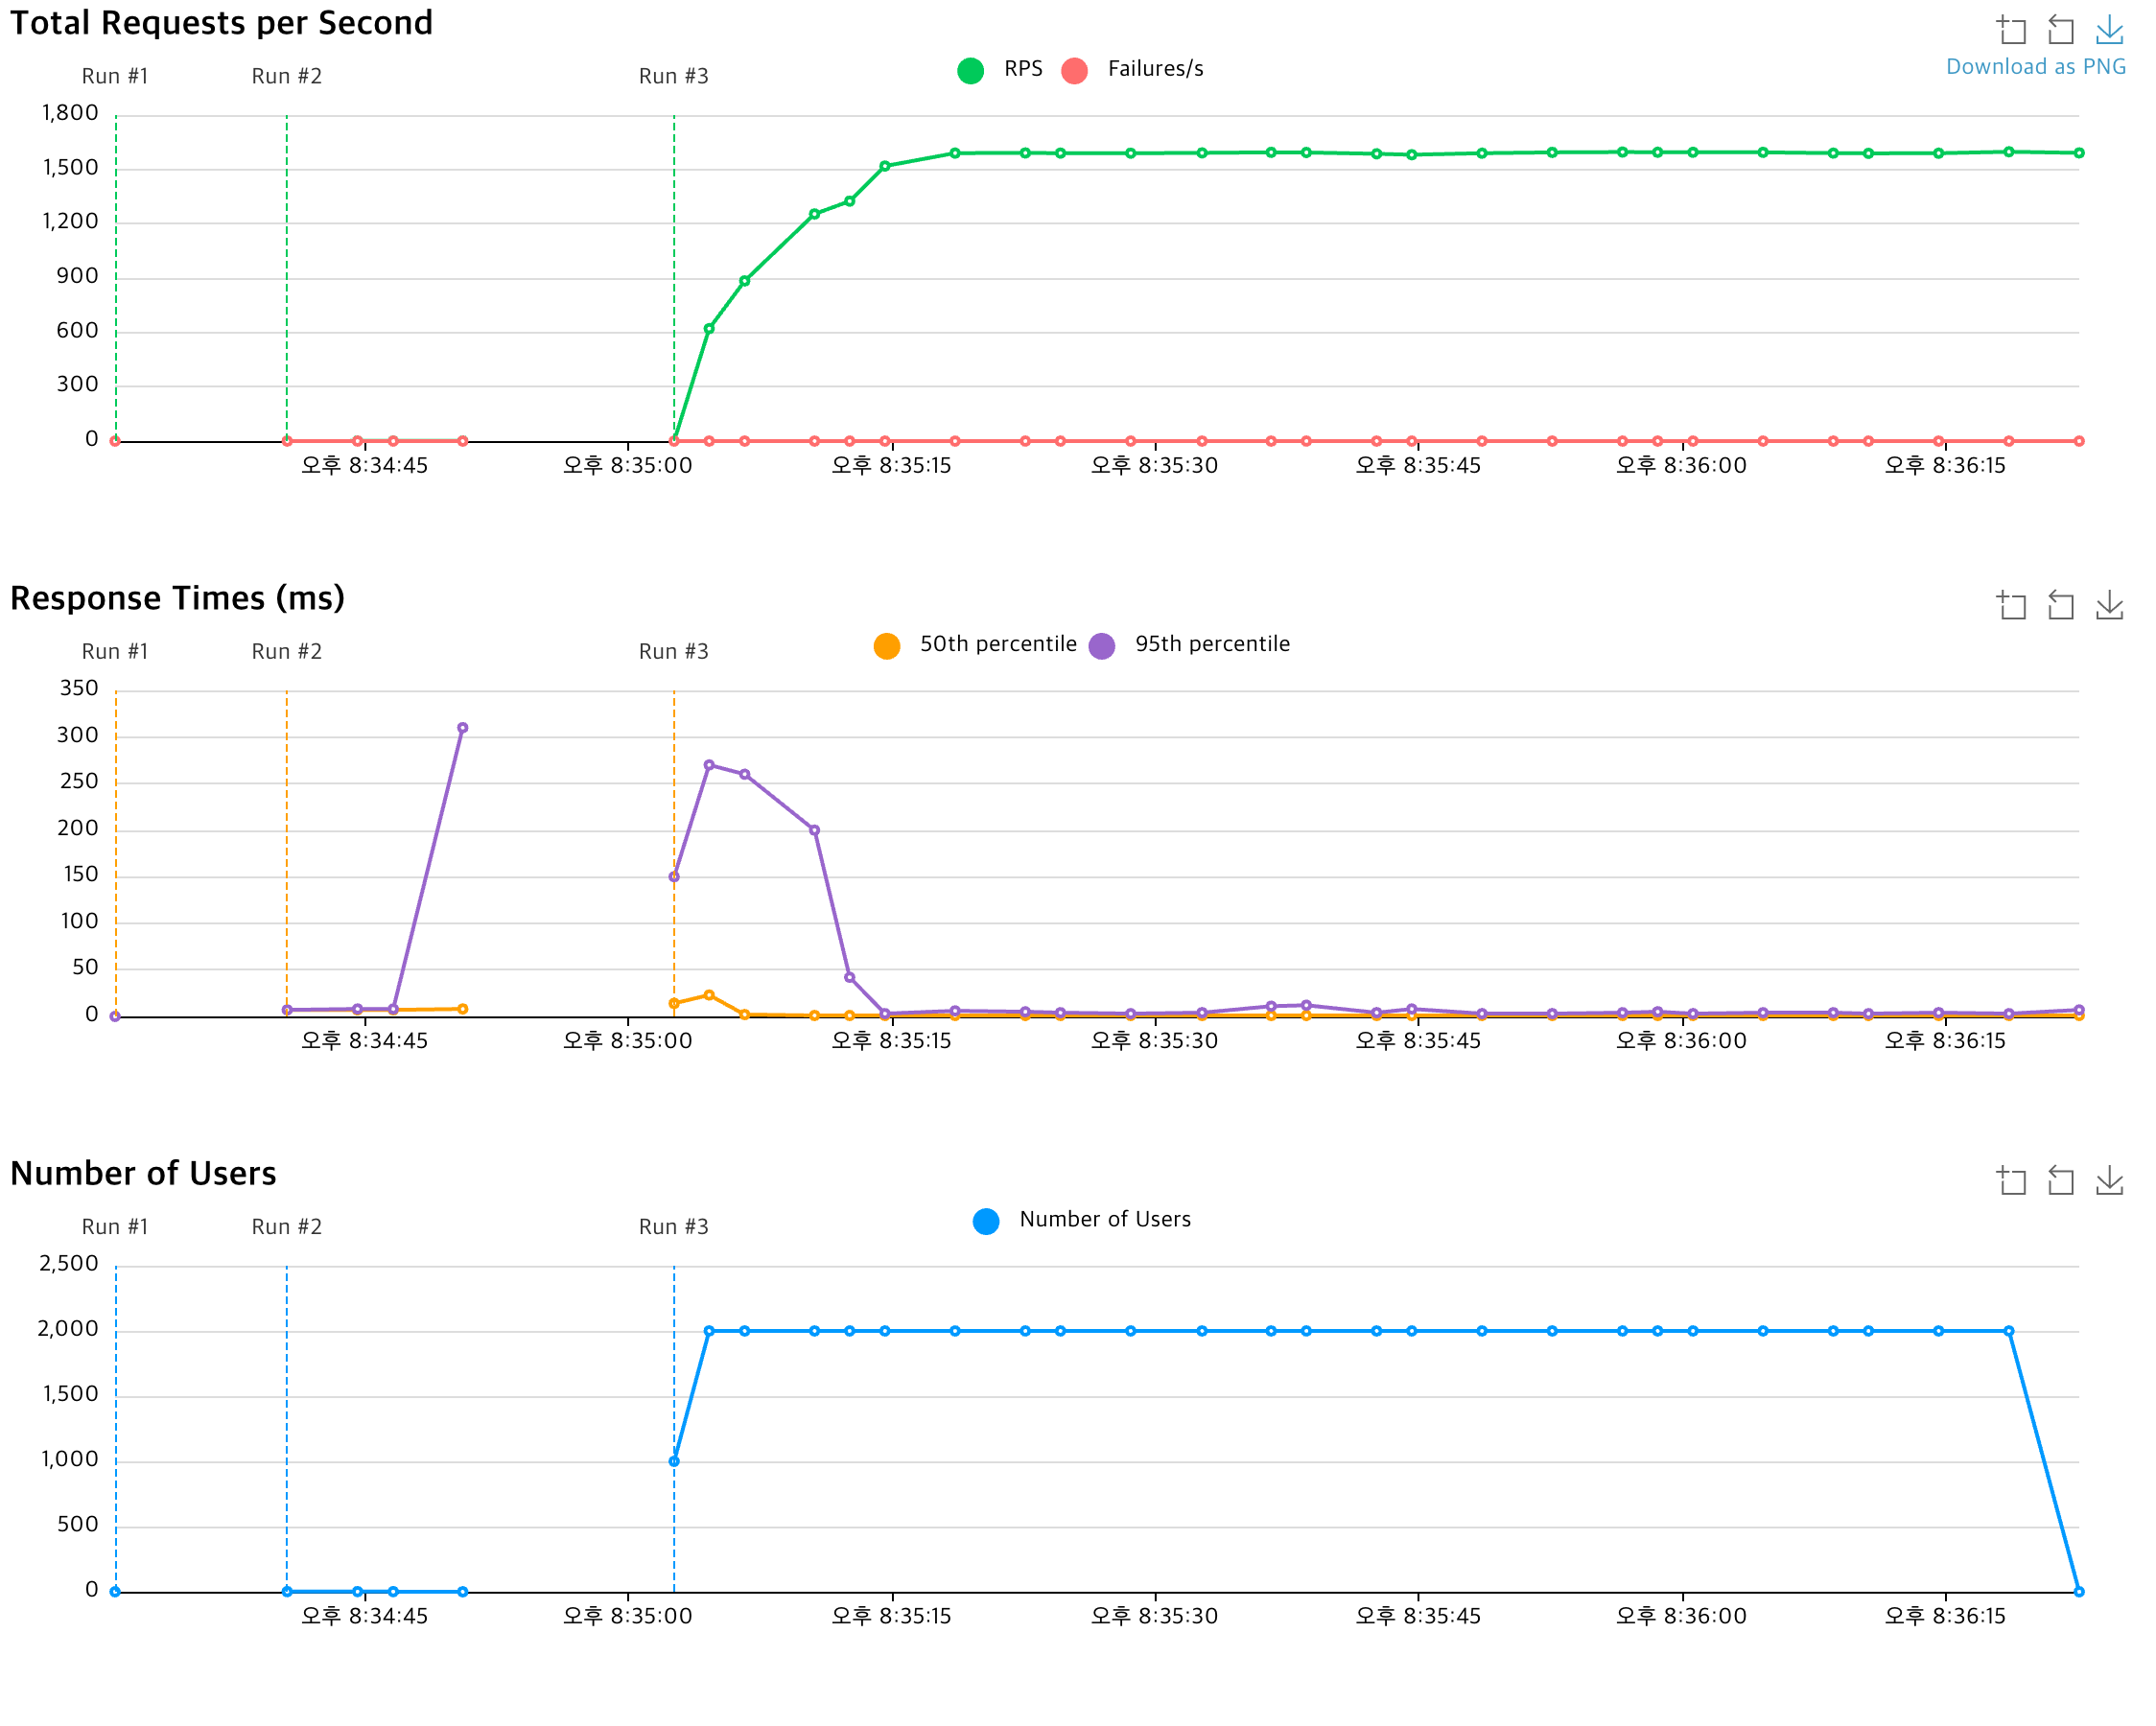 Total Requests per Second
Download as PNG
RPS Failures/s
Run #1 Run #2 Run #3
1,800
1,500
1,200
900
600
300
0
오후 8:34:45 오후 8:35:00 오후 8:35:15 오후 8:35:30 오후 8:35:45 오후 8:36:00 오후 8:36:15
Response Times (ms)
50th percentile 95th percentile
Run #1 Run #2 Run #3
350
300
250
200
150
100
50
0
오후 8:34:45 오후 8:35:00 오후 8:35:15 오후 8:35:30 오후 8:35:45 오후 8:36:00 오후 8:36:15
Number of Users
Number of Users
Run #1 Run #2 Run #3
2,500
2,000
1,500
1,000
500
0
오후 8:34:45 오후 8:35:00 오후 8:35:15 오후 8:35:30 오후 8:35:45 오후 8:36:00 오후 8:36:15